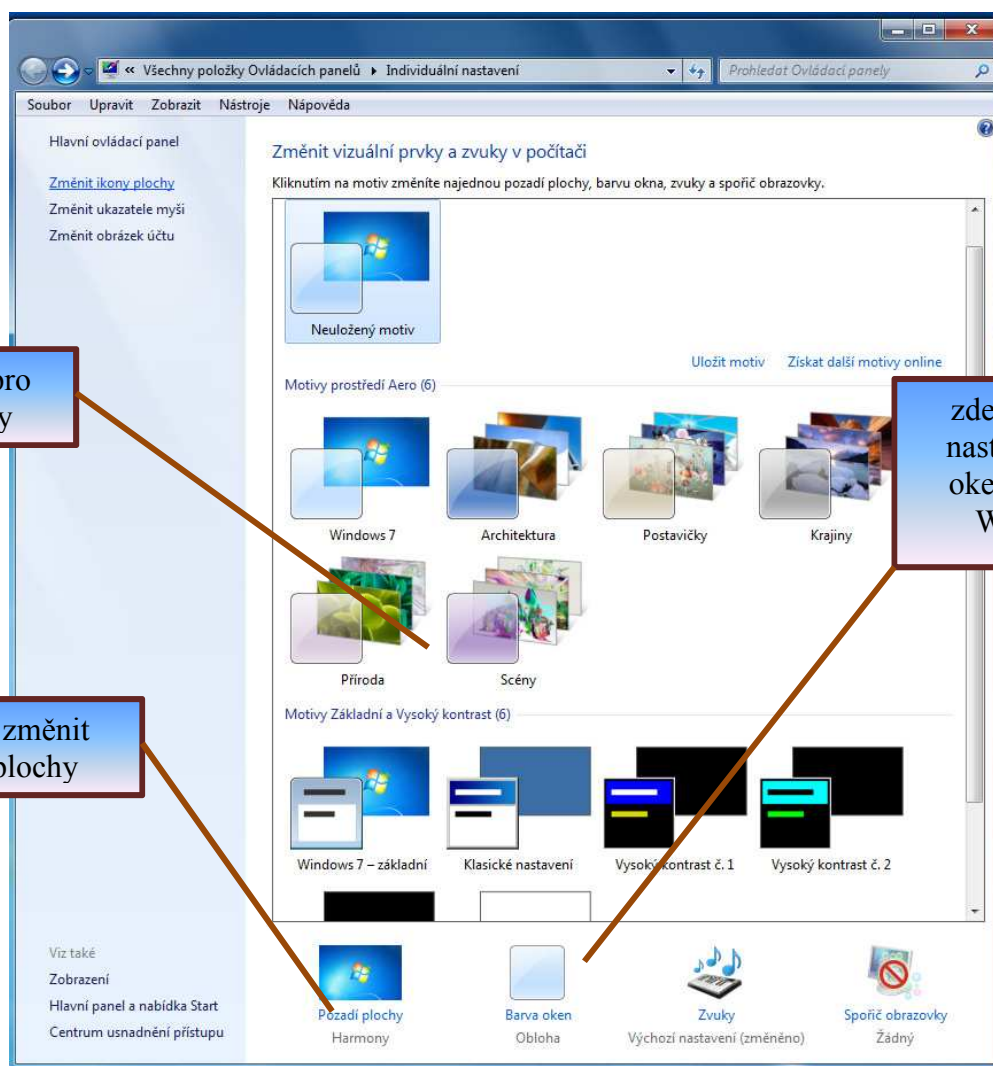 « Všechny položky Ovládacích panelů ▸ Individuální nastavení
Prohledat Ovládací panely
Soubor Upravit Zobrazit Nástroje Nápověda
Hlavní ovládací panel
Změnit ikony plochy
Změnit ukazatele myši
Změnit obrázek účtu
Změnit vizuální prvky a zvuky v počítači
Kliknutím na motiv změníte najednou pozadí plochy, barvu okna, zvuky a spořič obrazovky.
Neuložený motiv
Uložit motiv Získat další motivy online
Motivy prostředí Aero (6)
Windows 7 Architektura Postavičky Krajiny
Příroda Scény
Motivy Základní a Vysoký kontrast (6)
Windows 7 – základní Klasické nastavení Vysoký kontrast č. 1 Vysoký kontrast č. 2
pro
y
změnit
plochy
zde
nast
oke
W
Viz také
Zobrazení
Hlavní panel a nabídka Start
Centrum usnadnění přístupu
Pozadí plochy
Harmony
Barva oken
Obloha
Zvuky
Výchozí nastavení (změněno)
Spořič obrazovky
Žádný